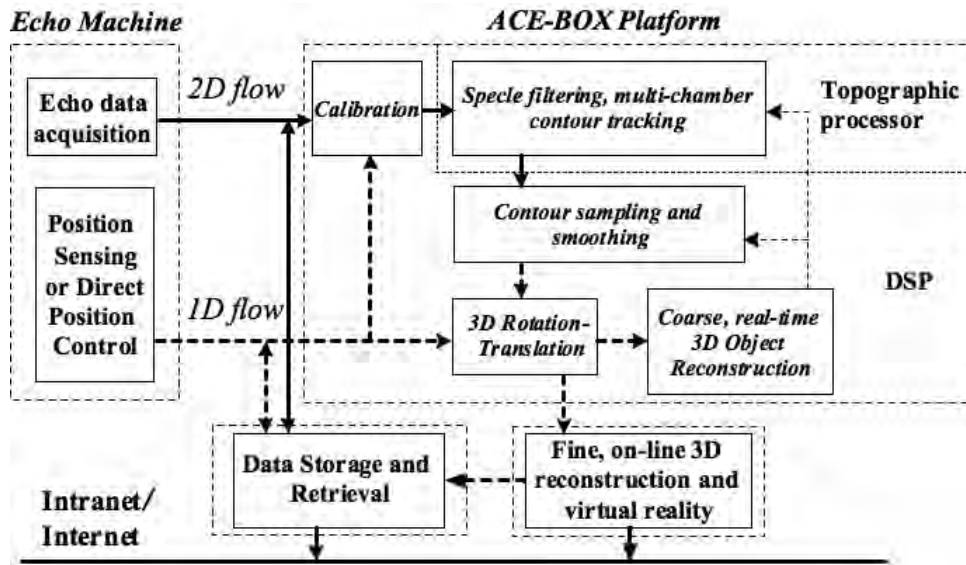 Echo Machine
ACE-BOX Platform
Echo data
acquisition
2D flow
Calibration
Specle filtering, multi-chamber
contour tracking
Topographic
processor
Position
Sensing
or Direct
Position
Control
1D flow
Contour sampling and
smoothing
DSP
3D Rotation-
Translation
Coarse, real-time
3D Object
Reconstruction
Data Storage and
Retrieval
Fine, on-line 3D
reconstruction and
virtual reality
Intranet/
Internet